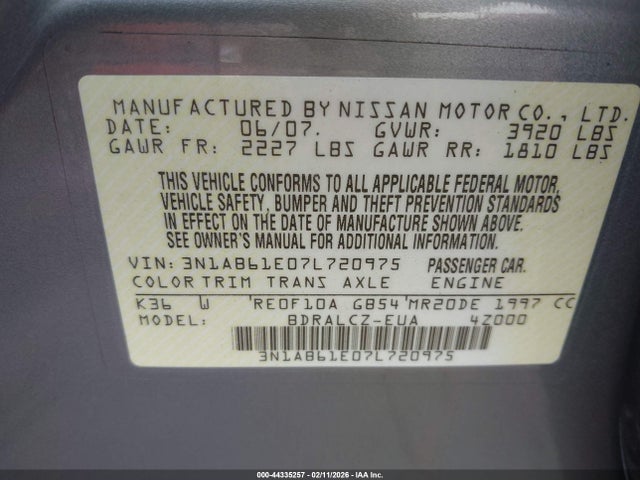 MANUFACTURED BY NISSAN MOTOR CO., LTD.
DATE: 06/07. GVWR: 3920 LBS
GAWR FR: 2227 LBS GAWR RR: 1810 LBS
THIS VEHICLE CONFORMS TO ALL APPLICABLE FEDERAL MOTOR
VEHICLE SAFETY, BUMPER AND THEFT PREVENTION STANDARDS
IN EFFECT ON THE DATE OF MANUFACTURE SHOWN ABOVE.
SEE OWNER'S MANUAL FOR ADDITIONAL INFORMATION.
VIN: 3N1AB61E07L720975 PASSENGER CAR.
COLOR TRIM TRANS AXLE ENGINE
K36 W RE0F10A GB54 MR20DE 1997 CC
MODEL: BDRALCZ-EUA 4Z000
3N1AB61E07L720975
000-44335257 - 02/11/2026 - IAA Inc.